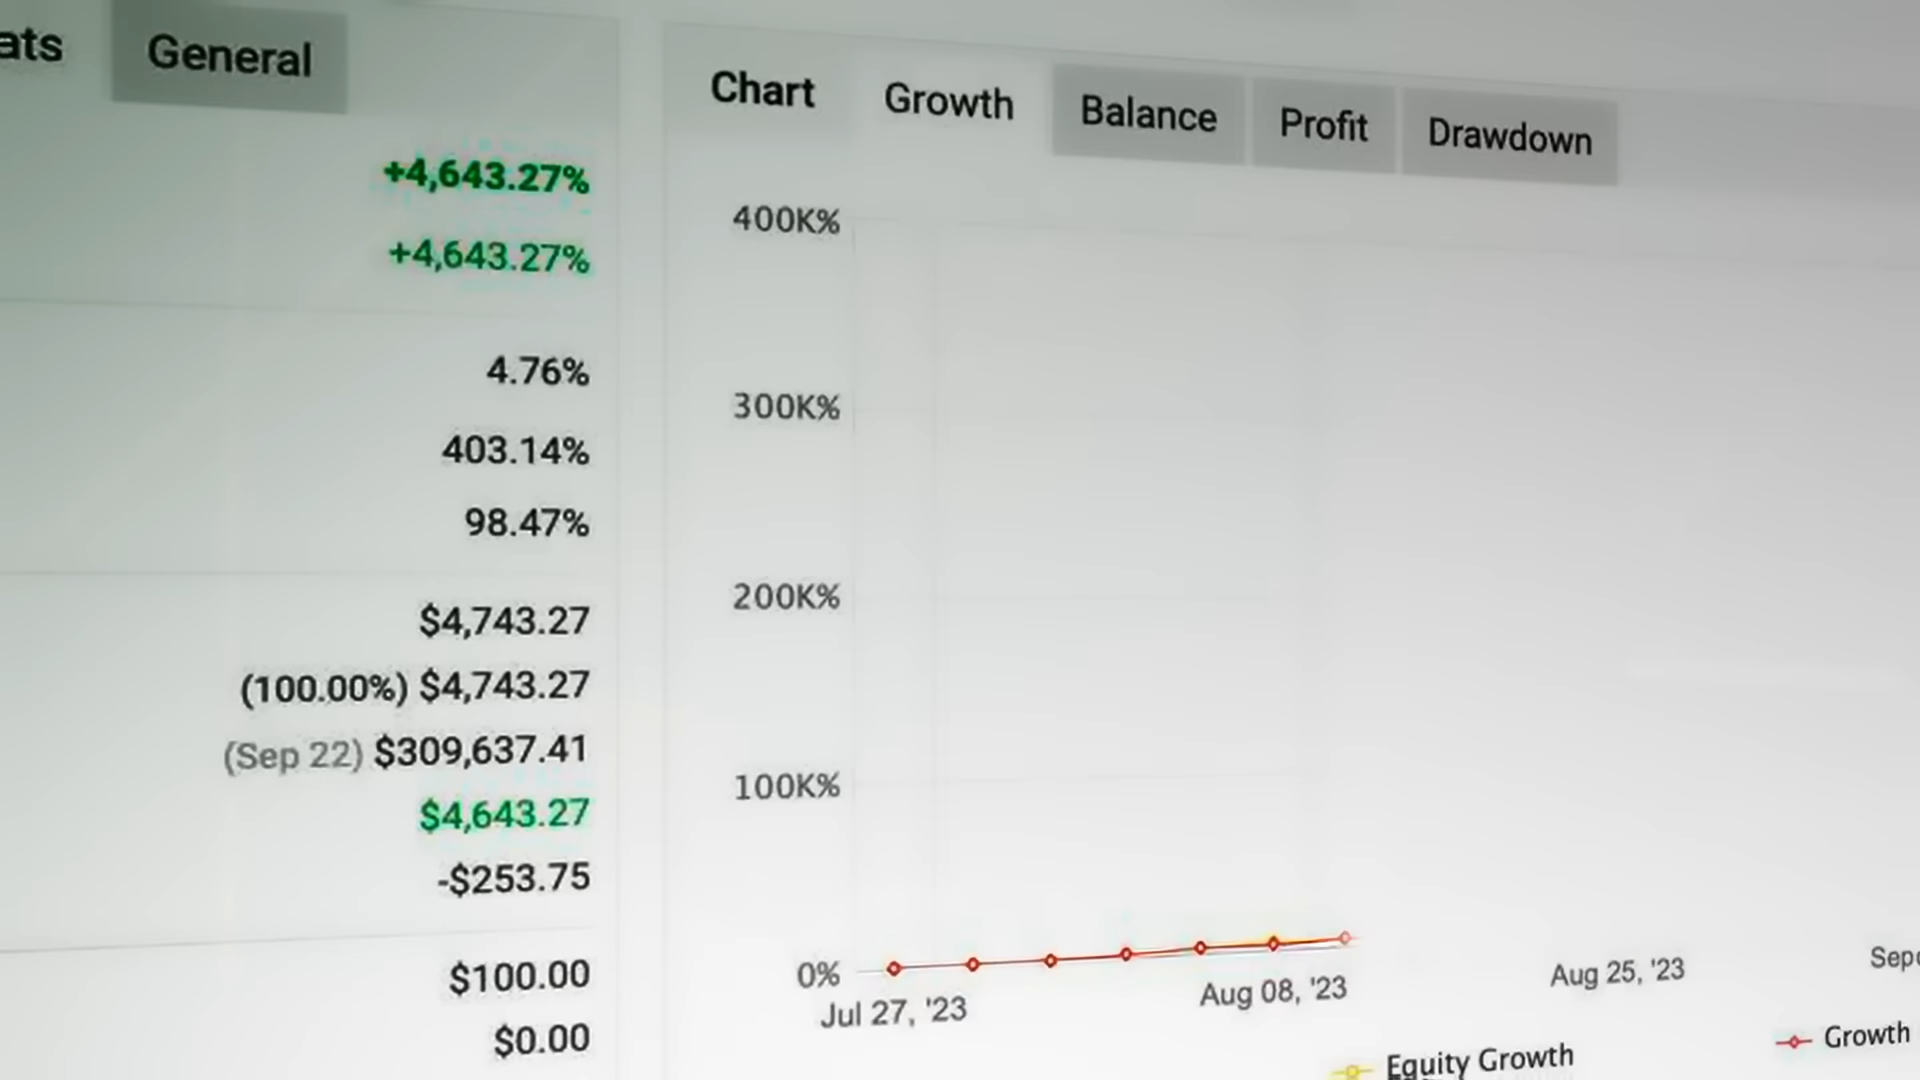 ats General
+4,643.27%
+4,643.27%
4.76%
403.14%
98.47%
$4,743.27
(100.00%) $4,743.27
(Sep 22) $309,637.41
$4,643.27
-$253.75
$100.00
$0.00
Chart Growth Balance Profit Drawdown
400K%
300K%
200K%
100K%
0%
Jul 27, '23 Aug 08, '23 Aug 25, '23
Equity Growth Growth